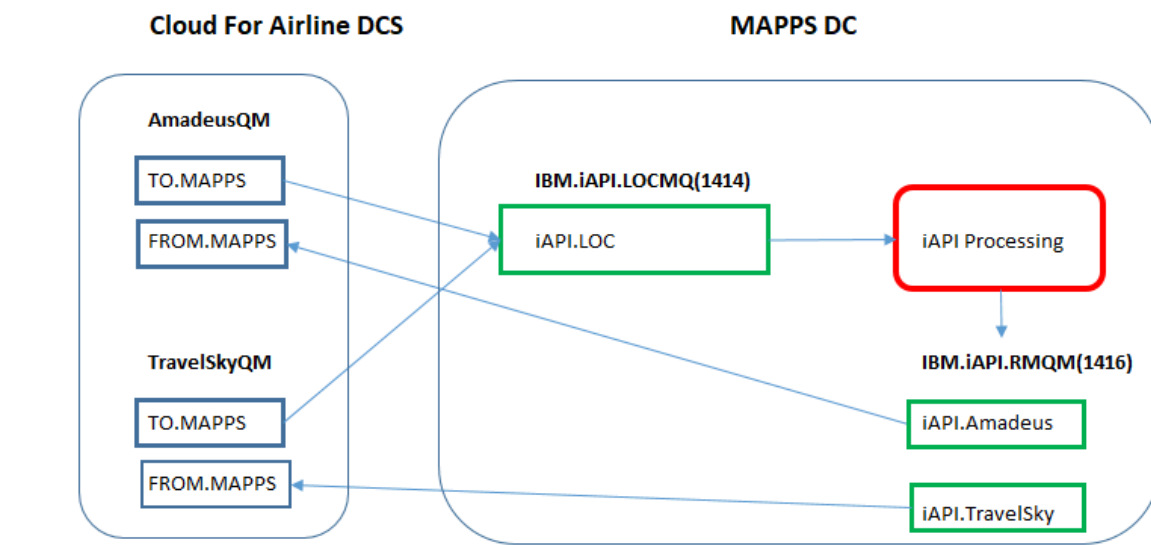 Cloud For Airline DCS
MAPPS DC
AmadeusQM
TO.MAPPS
FROM.MAPPS
TravelSkyQM
TO.MAPPS
FROM.MAPPS
IBM.iAPI.LOCMQ(1414)
iAPI.LOC
iAPI Processing
IBM.iAPI.RMQM(1416)
iAPI.Amadeus
iAPI.TravelSky